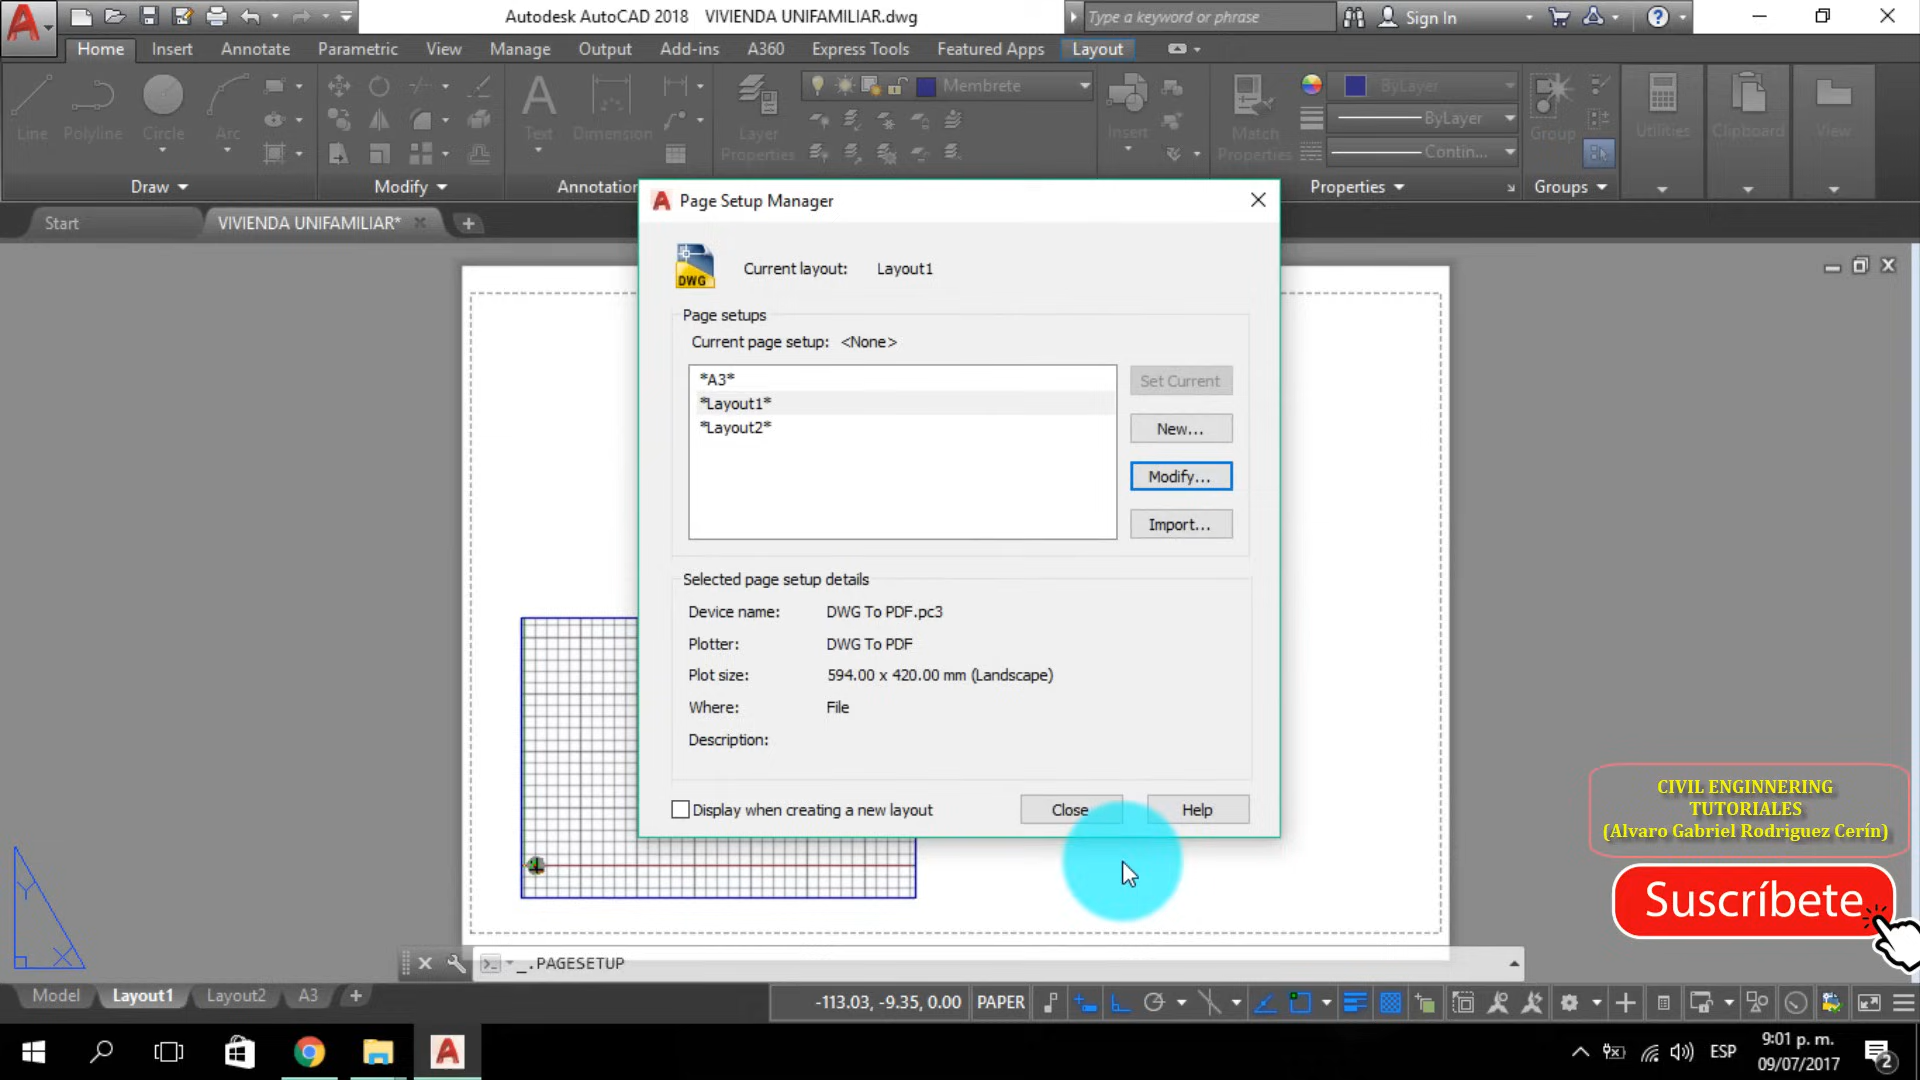 Autodesk AutoCAD 2018 VIVIENDA UNIFAMILIAR.dwg
Type a keyword or phrase
Sign In
Home Insert Annotate Parametric View Manage Output Add-ins A360 Express Tools Featured Apps Layout
Line Polyline Circle Arc
Text Dimension
Layer
Properties
Membrete
Insert
Match
Properties
ByLayer
ByLayer
Contin...
Group
Utilities
Clipboard
View
Draw Modify Annotation Properties Groups
Start VIVIENDA UNIFAMILIAR*
Page Setup Manager
DWG
Current layout: Layout1
Page setups
Current page setup: <None>
*A3*
*Layout1*
*Layout2*
Set Current
New...
Modify...
Import...
Selected page setup details
Device name: DWG To PDF.pc3
Plotter: DWG To PDF
Plot size: 594.00 x 420.00 mm (Landscape)
Where: File
Description:
Display when creating a new layout
Close
Help
CIVIL ENGINNERING
TUTORIALES
(Alvaro Gabriel Rodriguez Cerín)
Suscríbete
Y
X
_.PAGESETUP
Model Layout1 Layout2 A3
-113.03, -9.35, 0.00 PAPER
ESP
9:01 p. m.
09/07/2017
2